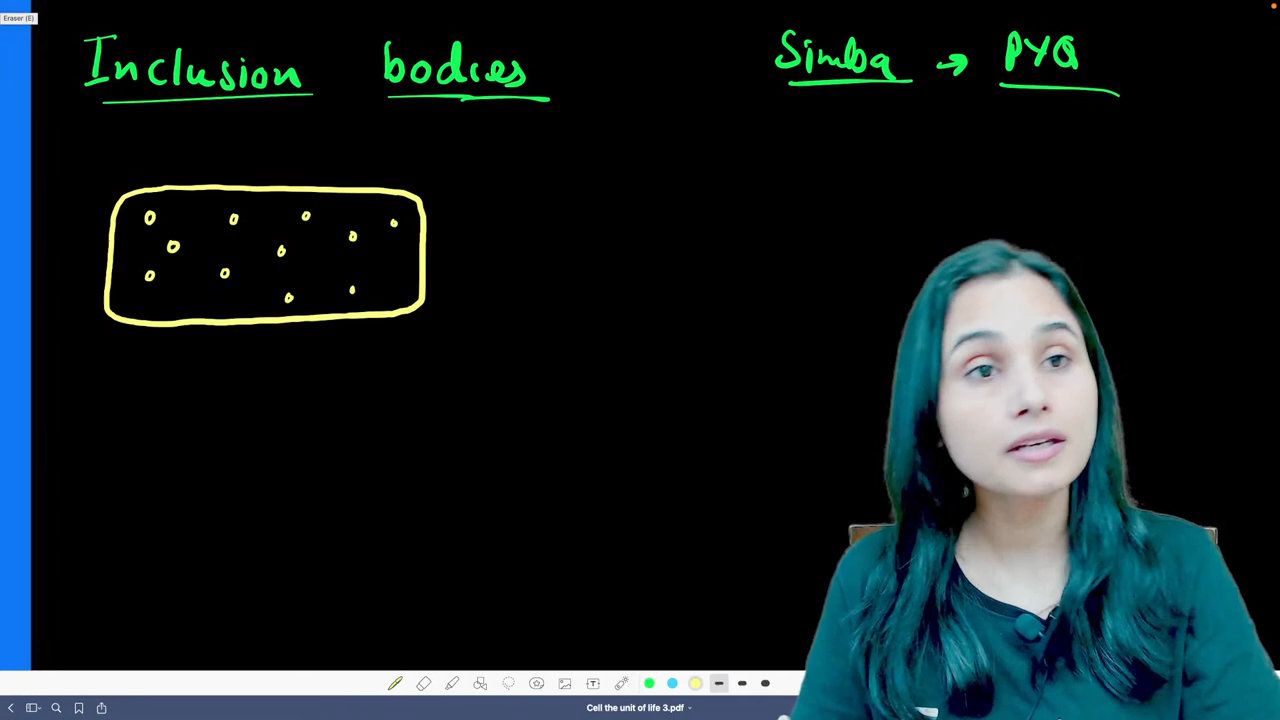 Eraser (E)
Inclusion bodies Simba → PYQ
Cell the unit of life 3.pdf